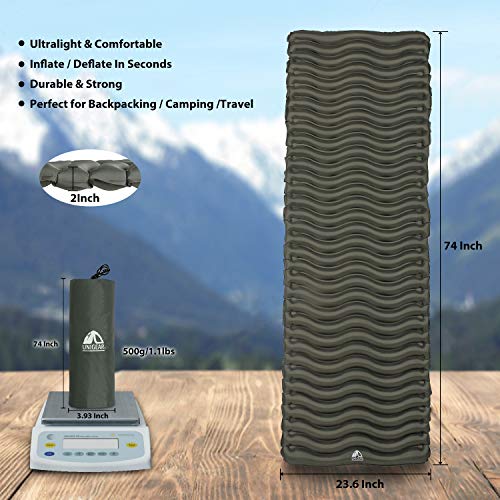 Ultralight & Comfortable
Inflate / Deflate In Seconds
Durable & Strong
Perfect for Backpacking / Camping /Travel
2Inch
74 Inch
74 Inch
UNIGEAR
500g/1.1lbs
3.93 Inch
23.6 Inch